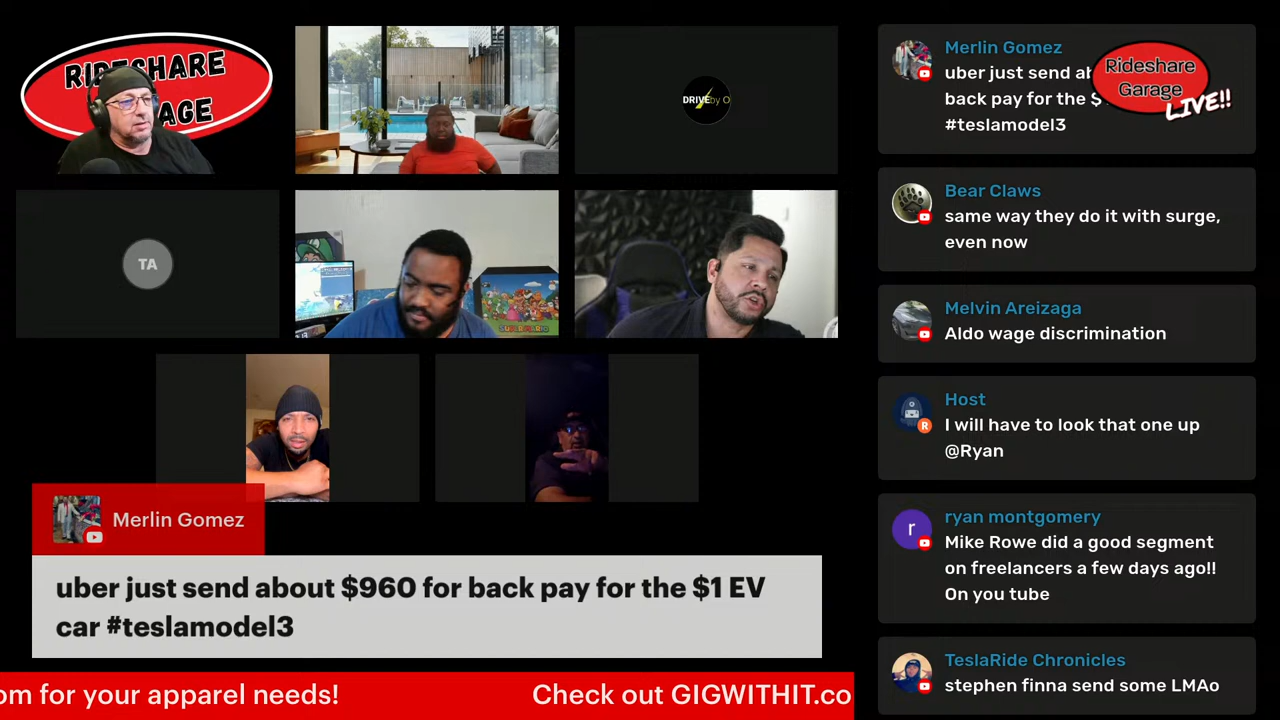 RIDESHARE
GARAGE
DRIVE by O
TA
SUPER MARIO
Merlin Gomez
uber just send about $960 for back pay for the $1 EV
car #teslamodel3
om for your apparel needs!
Check out GIGWITHIT.co
Merlin Gomez
uber just send ab
back pay for the $
#teslamodel3
Rideshare
Garage
LIVE!!
Bear Claws
same way they do it with surge,
even now
Melvin Areizaga
Aldo wage discrimination
Host
I will have to look that one up
@Ryan
r
ryan montgomery
Mike Rowe did a good segment
on freelancers a few days ago!!
On you tube
TeslaRide Chronicles
stephen finna send some LMAo